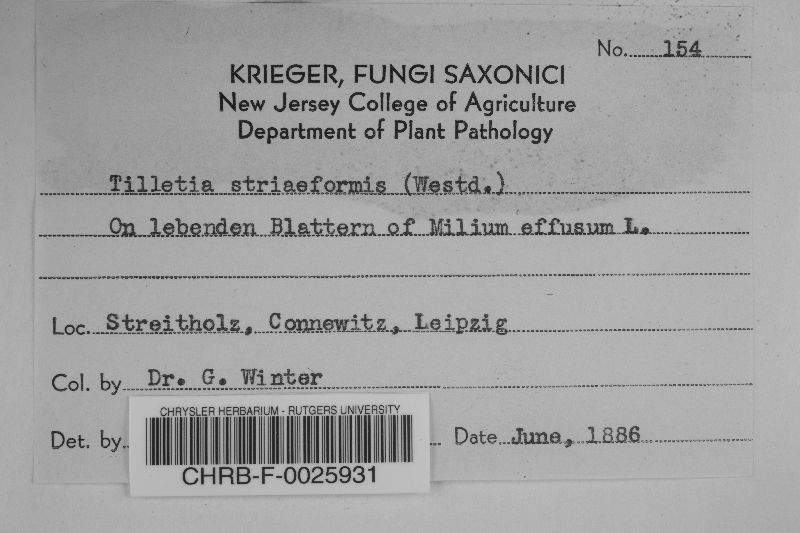 No. 154
KRIEGER, FUNGI SAXONICI
New Jersey College of Agriculture
Department of Plant Pathology
Tilletia striaeformis (Westd.)
On lebenden Blattern of Milium effusum L.
Loc. Streitholz, Connewitz, Leipzig
Col. by Dr. G. Winter
CHRYSLER HERBARIUM - RUTGERS UNIVERSITY
Det. by Date June, 1886
CHRB-F-0025931